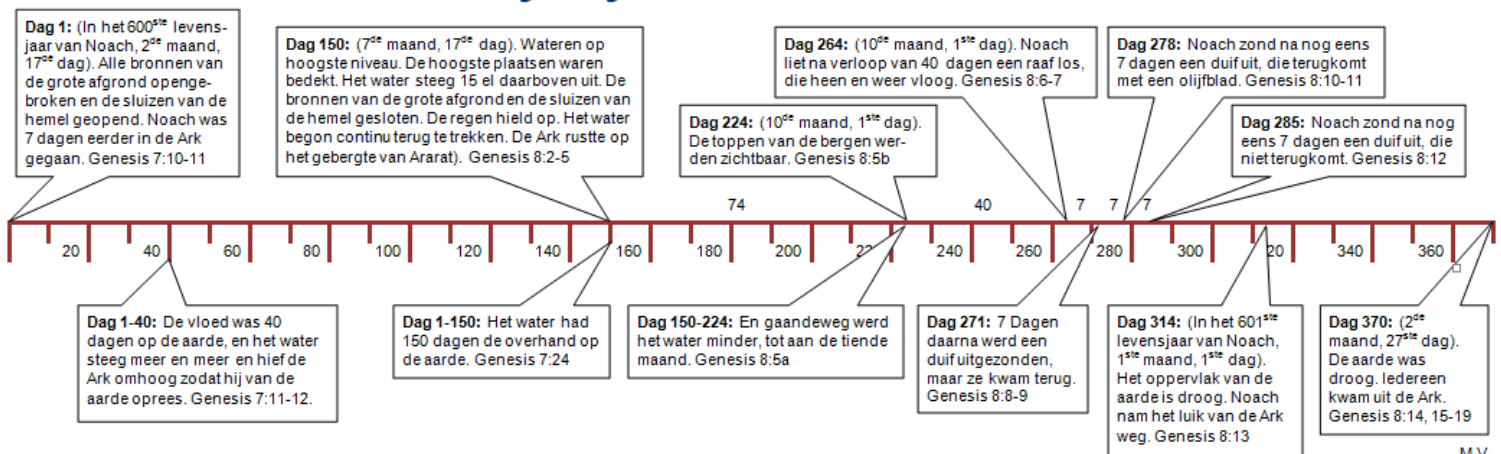 Dag 1: (In het 600ste levens-
jaar van Noach, 2de maand,
17de dag). Alle bronnen van
de grote afgrond openge-
broken en de sluizen van de
hemel geopend. Noach was
7 dagen eerder in de Ark
gegaan. Genesis 7:10-11
Dag 150: (7de maand, 17de dag). Wateren op
hoogste niveau. De hoogste plaatsen waren
bedekt. Het water steeg 15 el daarboven uit. De
bronnen van de grote afgrond en de sluizen van
de hemel gesloten. De regen hield op. Het water
begon continu terug te trekken. De Ark rustte op
het gebergte van Ararat). Genesis 8:2-5
Dag 224: (10de maand, 1ste dag).
De toppen van de bergen wer-
den zichtbaar. Genesis 8:5b
Dag 264: (10de maand, 1ste dag). Noach
liet na verloop van 40 dagen een raaf los,
die heen en weer vloog. Genesis 8:6-7
Dag 278: Noach zond na nog eens
7 dagen een duif uit, die terugkomt
met een olijfblad. Genesis 8:10-11
Dag 285: Noach zond na nog
eens 7 dagen een duif uit, die
niet terugkomt. Genesis 8:12
74 40 7 7 7
20 40 60 80 100 120 140 160 180 200 22 240 260 280 300 20 340 360
Dag 1-40: De vloed was 40
dagen op de aarde, en het water
steeg meer en meer en hief de
Ark omhoog zodat hij van de
aarde oprees. Genesis 7:11-12.
Dag 1-150: Het water had
150 dagen de overhand op
de aarde. Genesis 7:24
Dag 150-224: En gaandeweg werd
het water minder, tot aan de tiende
maand. Genesis 8:5a
Dag 271: 7 Dagen
daarna werd een
duif uitgezonden,
maar ze kwam terug.
Genesis 8:8-9
Dag 314: (In het 601ste
levensjaar van Noach,
1ste maand, 1ste dag).
Het oppervlak van de
aarde is droog. Noach
nam het luik van de Ark
weg. Genesis 8:13
Dag 370: (2de
maand, 27ste dag).
De aarde was
droog. Iedereen
kwam uit de Ark.
Genesis 8:14, 15-19
M.V.